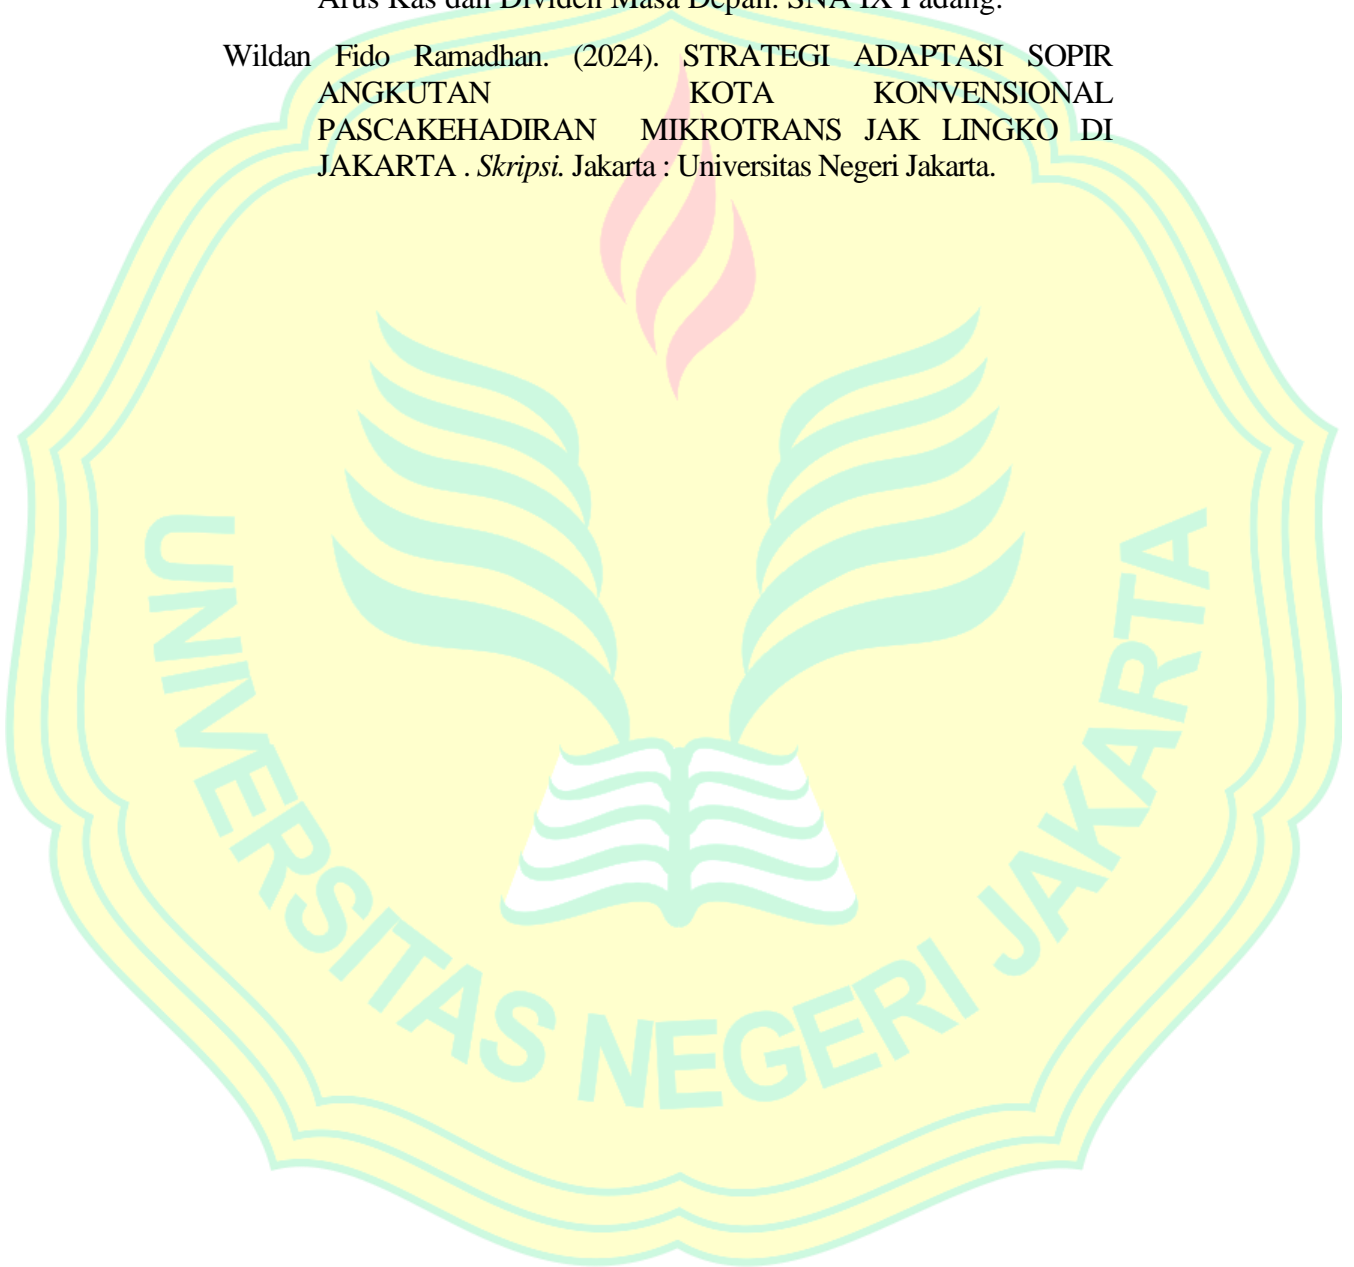 Arus Kas dan Dividen Masa Depan. SNA IX Padang.
Wildan Fido Ramadhan. (2024). STRATEGI ADAPTASI SOPIR
ANGKUTAN KOTA KONVENSIONAL
PASCAKEHADIRAN MIKROTRANS JAK LINGKO DI
JAKARTA . Skripsi. Jakarta : Universitas Negeri Jakarta.
UNIVERSITAS NEGERI JAKARTA